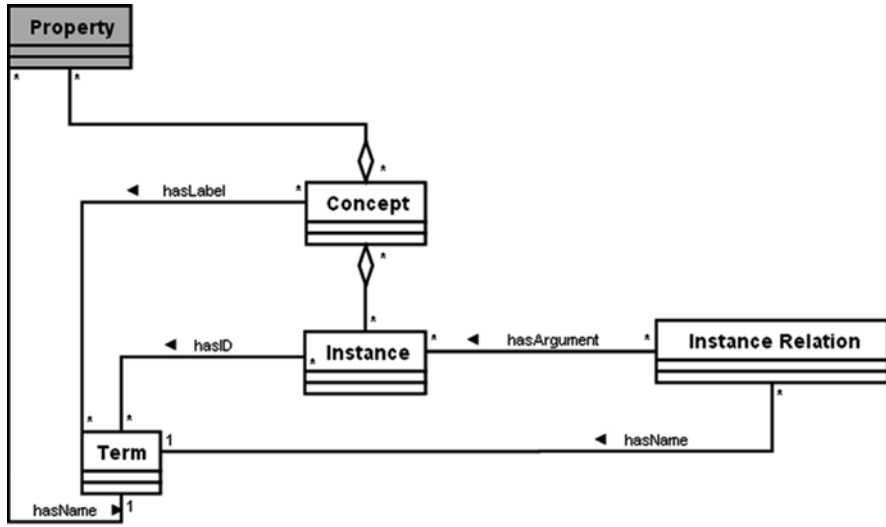 Property
* *
*
◄ hasLabel *
Concept
*
*
◄ hasID *
Instance
* ◄ hasArgument *
Instance Relation
* *
*
1 ◄ hasName
Term
hasName ► 1